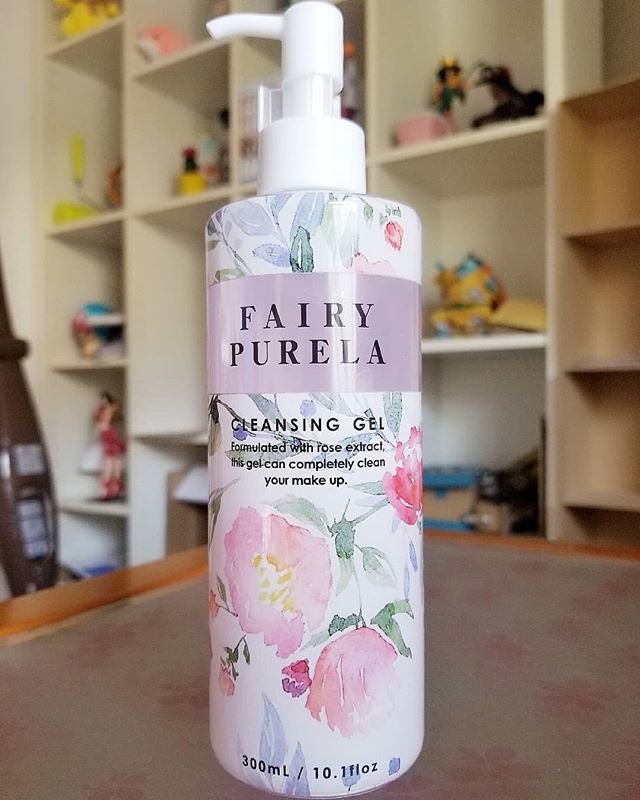 FAIRY
PURELA
CLEANSING GEL
Formulated with rose extract,
this gel can completely clean
your make up.
300mL / 10.1floz